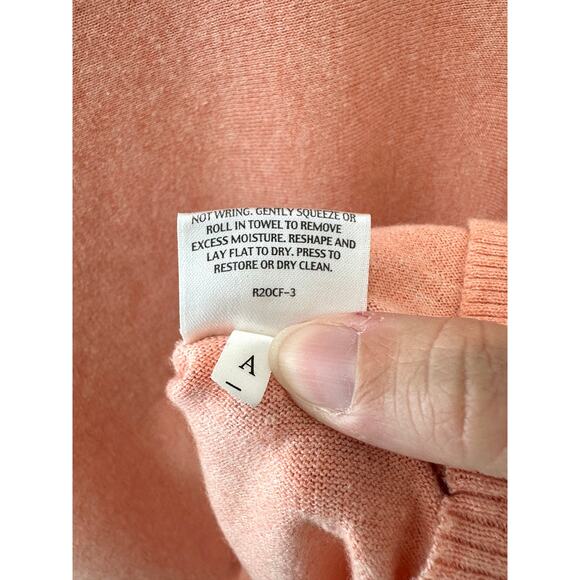 NOT WRING. GENTLY SQUEEZE OR
ROLL IN TOWEL TO REMOVE
EXCESS MOISTURE. RESHAPE AND
LAY FLAT TO DRY. PRESS TO
RESTORE OR DRY CLEAN.
R20CF-3
A